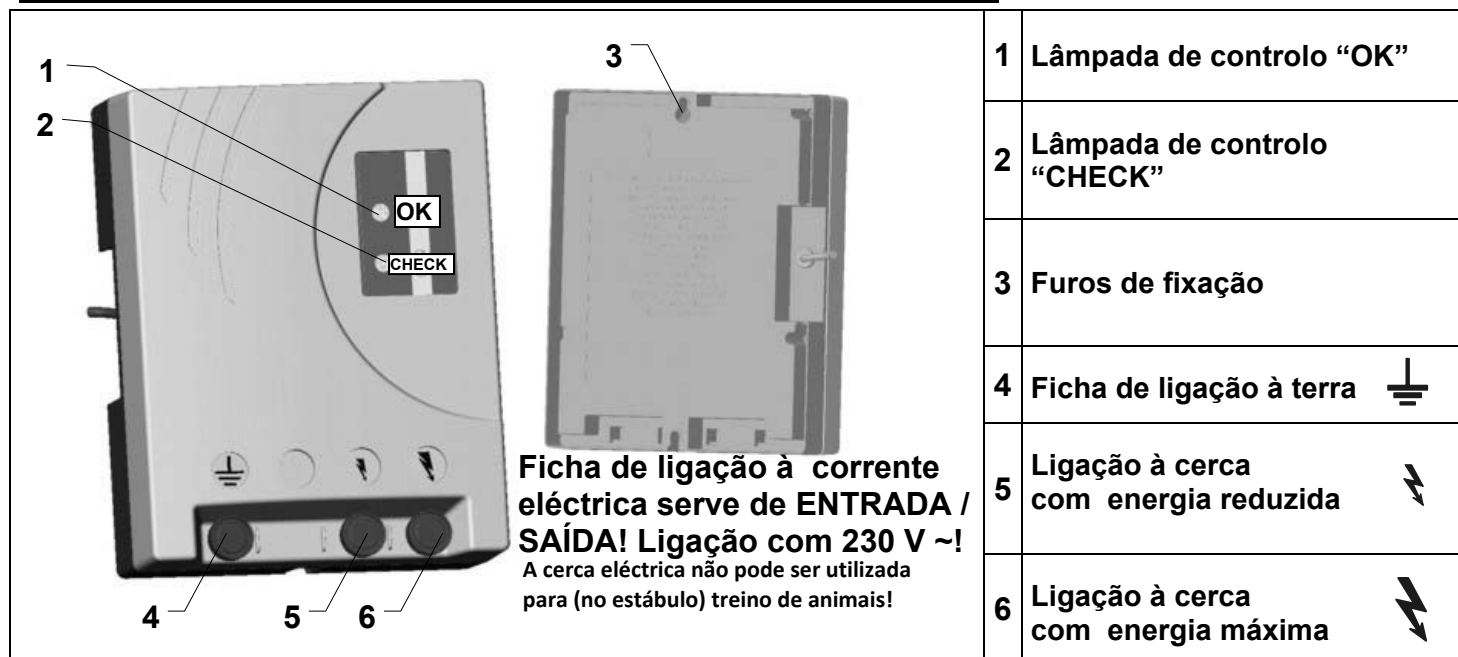 1
2
3
OK
CHECK
Ficha de ligação à corrente
eléctrica serve de ENTRADA /
SAÍDA! Ligação com 230 V ~!
A cerca eléctrica não pode ser utilizada
para (no estábulo) treino de animais!
4
5
6
1 Lâmpada de controlo “OK”
2 Lâmpada de controlo
“CHECK”
3 Furos de fixação
4 Ficha de ligação à terra
5 Ligação à cerca
com energia reduzida
6 Ligação à cerca
com energia máxima